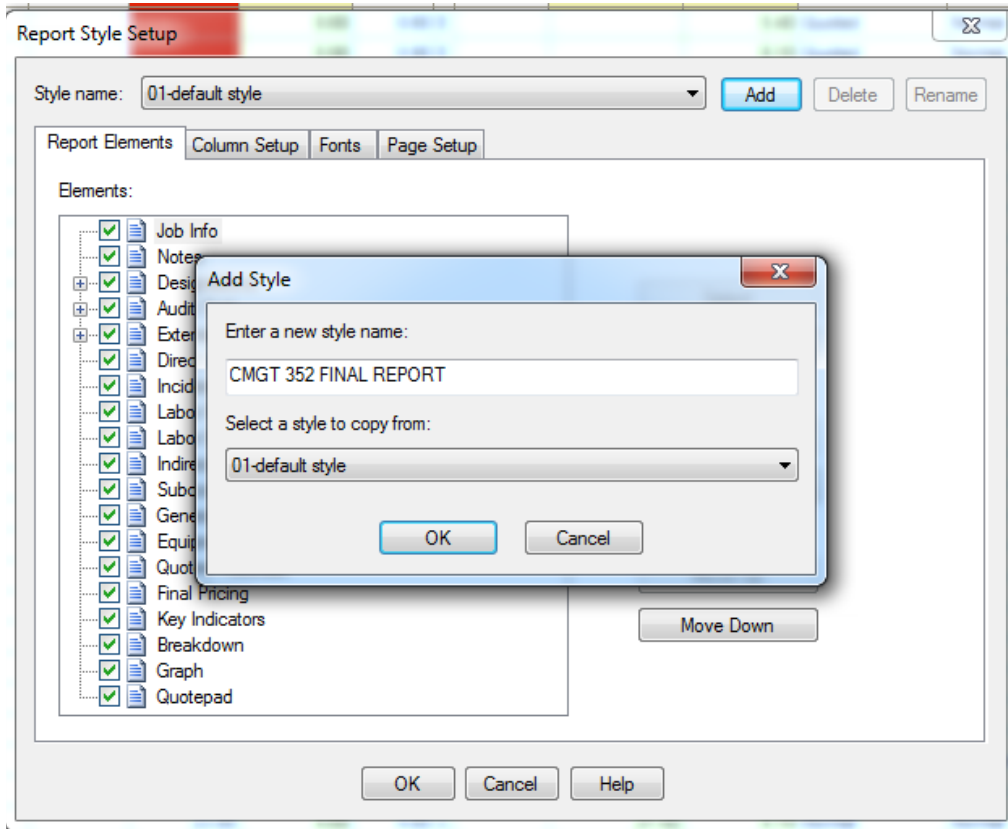 Report Style Setup
Style name: 01-default style Add Delete Rename
Report Elements Column Setup Fonts Page Setup
Elements:
Job Info
Notes
Add Style
Enter a new style name:
CMGT 352 FINAL REPORT
Select a style to copy from:
01-default style
OK Cancel
Final Pricing
Key Indicators
Breakdown
Graph
Quotepad
Move Down
OK Cancel Help